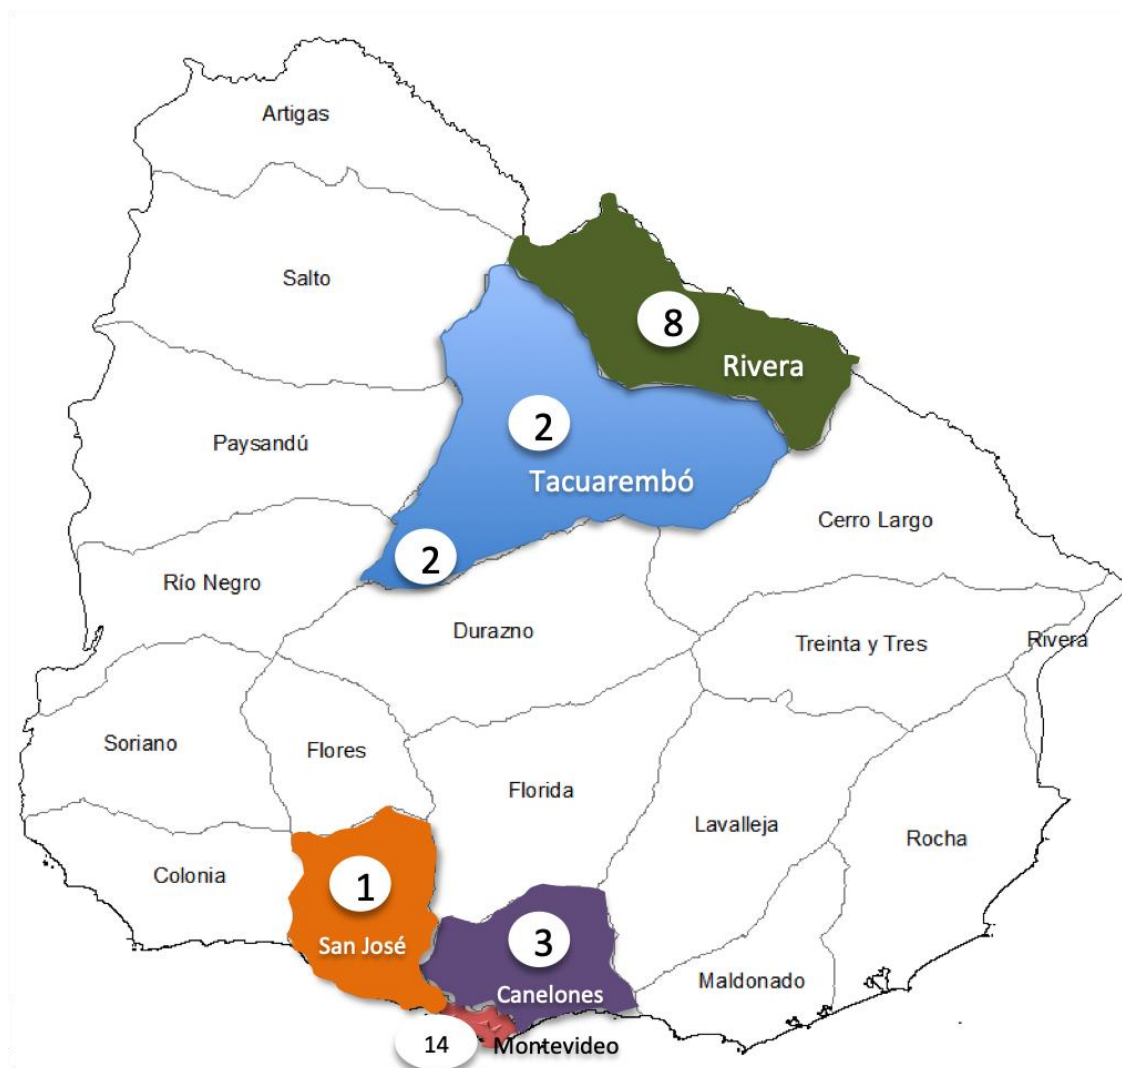 Artigas
Salto
8
Rivera
2
Paysandú
Tacuarembó
Cerro Largo
2
Río Negro
Durazno
Treinta y Tres
Rivera
Soriano
Flores
Florida
Lavalleja
Rocha
Colonia
1
San José
3
Canelones
Maldonado
14
Montevideo